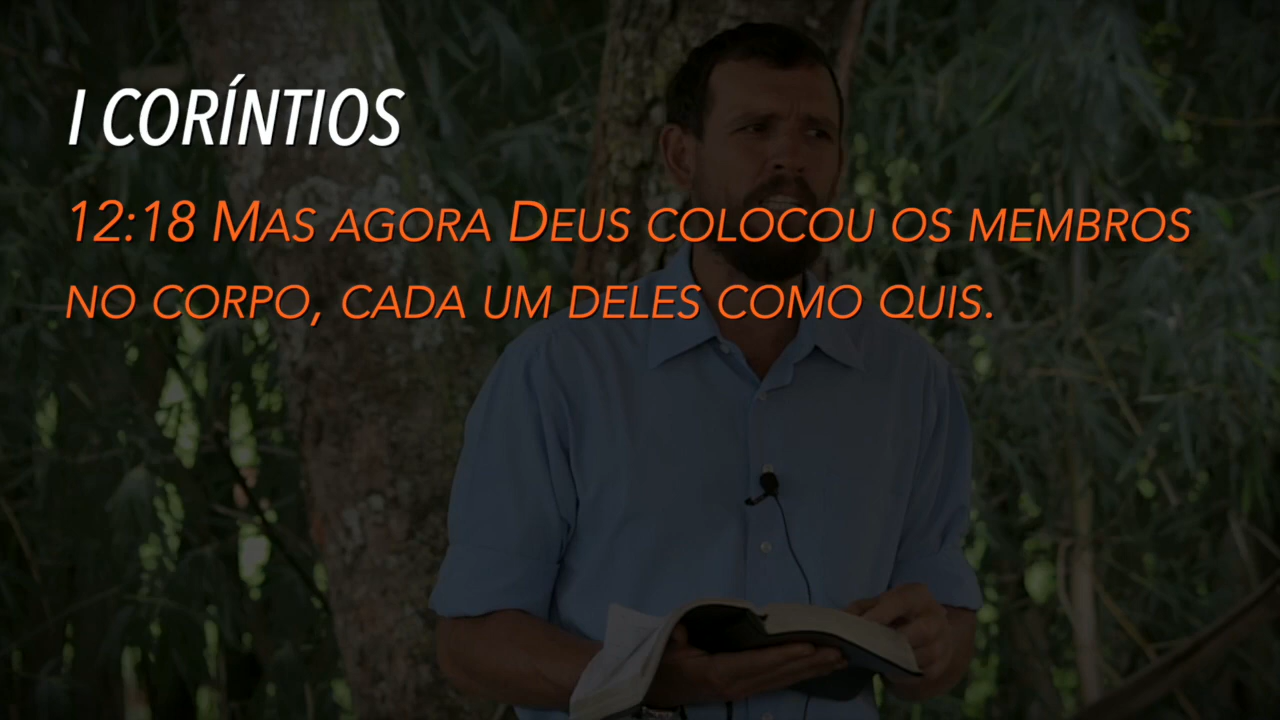 I CORÍNTIOS
12:18 Mas agora Deus colocou os membros
no corpo, cada um deles como quis.